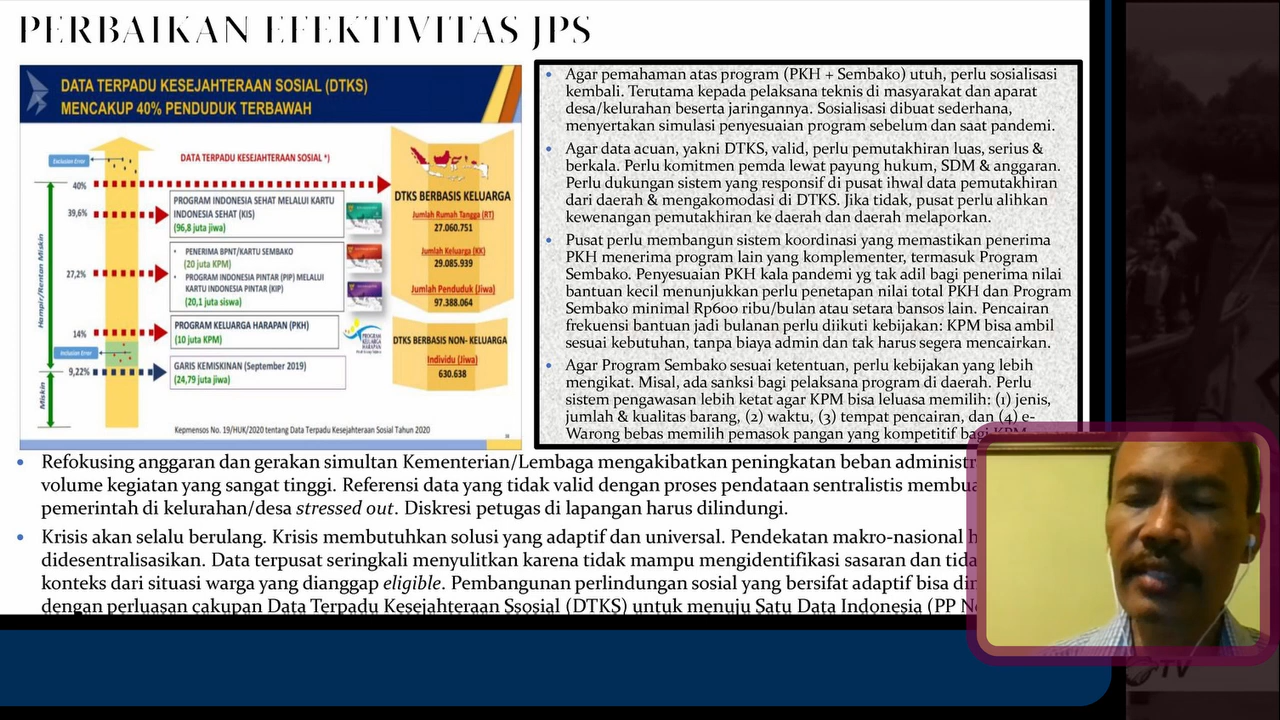 PERBAIKAN EFEKTIVITAS JPS
DATA TERPADU KESEJAHTERAAN SOSIAL (DTKS)
MENCAKUP 40% PENDUDUK TERBAWAH
Exclusion Error
DATA TERPADU KESEJAHTERAAN SOSIAL *)
40%
39,6%
PROGRAM INDONESIA SEHAT MELALUI KARTU
INDONESIA SEHAT (KIS)
(96,8 juta jiwa)
27,2%
• PENERIMA BPNT/KARTU SEMBAKO
(20 juta KPM)
• PROGRAM INDONESIA PINTAR (PIP) MELALUI
KARTU INDONESIA PINTAR (KIP)
(20,1 juta siswa)
14%
PROGRAM KELUARGA HARAPAN (PKH)
(10 juta KPM)
PROGRAM
KELUARGA
HARAPAN
Inclusion Error
9,22%
GARIS KEMISKINAN (September 2019)
(24,79 juta jiwa)
Hampir/Rentan Miskin
Miskin
DTKS BERBASIS KELUARGA
Jumlah Rumah Tangga (RT)
27.060.751
Jumlah Keluarga (KK)
29.085.939
Jumlah Penduduk (Jiwa)
97.388.064
DTKS BERBASIS NON- KELUARGA
Individu (Jiwa)
630.638
Kepmensos No. 19/HUK/2020 tentang Data Terpadu Kesejahteraan Sosial Tahun 2020
• Agar pemahaman atas program (PKH + Sembako) utuh, perlu sosialisasi
kembali. Terutama kepada pelaksana teknis di masyarakat dan aparat
desa/kelurahan beserta jaringannya. Sosialisasi dibuat sederhana,
menyertakan simulasi penyesuaian program sebelum dan saat pandemi.
• Agar data acuan, yakni DTKS, valid, perlu pemutakhiran luas, serius &
berkala. Perlu komitmen pemda lewat payung hukum, SDM & anggaran.
Perlu dukungan sistem yang responsif di pusat ihwal data pemutakhiran
dari daerah & mengakomodasi di DTKS. Jika tidak, pusat perlu alihkan
kewenangan pemutakhiran ke daerah dan daerah melaporkan.
• Pusat perlu membangun sistem koordinasi yang memastikan penerima
PKH menerima program lain yang komplementer, termasuk Program
Sembako. Penyesuaian PKH kala pandemi yg tak adil bagi penerima nilai
bantuan kecil menunjukkan perlu penetapan nilai total PKH dan Program
Sembako minimal Rp600 ribu/bulan atau setara bansos lain. Pencairan
frekuensi bantuan jadi bulanan perlu diikuti kebijakan: KPM bisa ambil
sesuai kebutuhan, tanpa biaya admin dan tak harus segera mencairkan.
• Agar Program Sembako sesuai ketentuan, perlu kebijakan yang lebih
mengikat. Misal, ada sanksi bagi pelaksana program di daerah. Perlu
sistem pengawasan lebih ketat agar KPM bisa leluasa memilih: (1) jenis,
jumlah & kualitas barang, (2) waktu, (3) tempat pencairan, dan (4) e-
Warong bebas memilih pemasok pangan yang kompetitif bagi KPM
• Refokusing anggaran dan gerakan simultan Kementerian/Lembaga mengakibatkan peningkatan beban
volume kegiatan yang sangat tinggi. Referensi data yang tidak valid dengan proses pendataan sentralistis
pemerintah di kelurahan/desa stressed out. Diskresi petugas di lapangan harus dilindungi.
• Krisis akan selalu berulang. Krisis membutuhkan solusi yang adaptif dan universal. Pendekatan makro-nasional
didesentralisasikan. Data terpusat seringkali menyulitkan karena tidak mampu mengidentifikasi sasaran dan
konteks dari situasi warga yang dianggap eligible. Pembangunan perlindungan sosial yang bersifat adaptif bisa
dengan perluasan cakupan Data Terpadu Kesejahteraan Ssosial (DTKS) untuk menuju Satu Data Indonesia (PP
TV